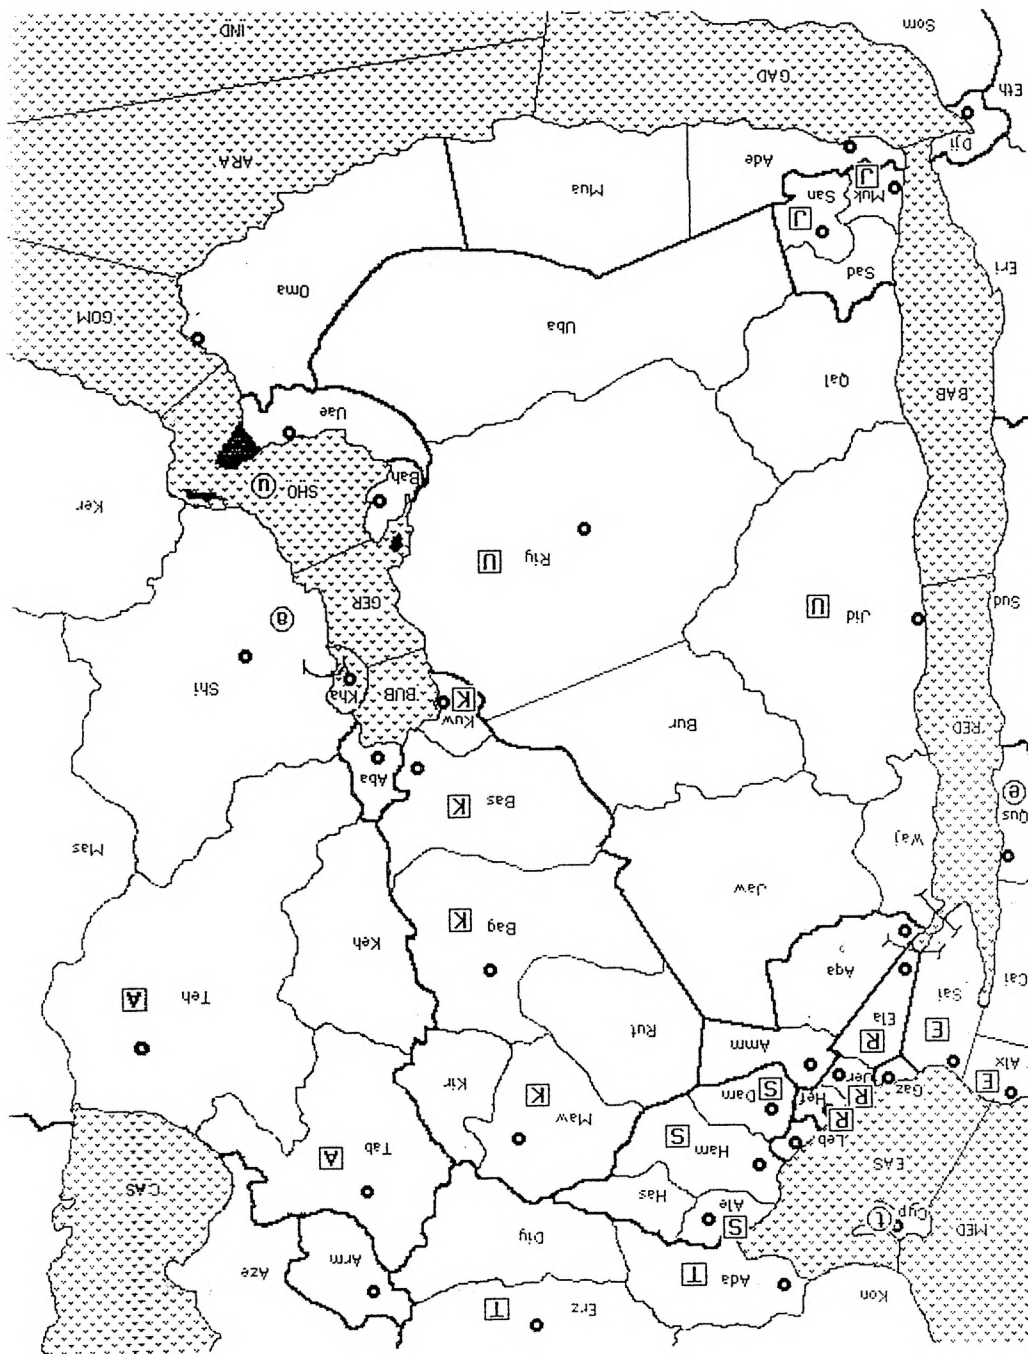 Erz T
Kon Ada T
Aze
Arm
Diy
MED Cyp t S
Ale
Has CAS
EAS Ham S Tab A
Leb R
Maw K
Hef R Dam S
Alx E Gaz Jer
Kir
Amm
Ela R
Sai E
Rut
Cai Aqa Teh A
Keh
Bag K
Jaw
Waj Mas
Qus e
Bas K
Aba
RED Bur Kuw K BUB Kha Shi
Jid U a
Sud GER
Riy U
Ker
SHO u
Bah
Uae
BAB Qal
Uba GOM
Oma
Eri Sad
San J
Muk J Mua
Ade ARA
Dji
Eth
GAD
Som IND